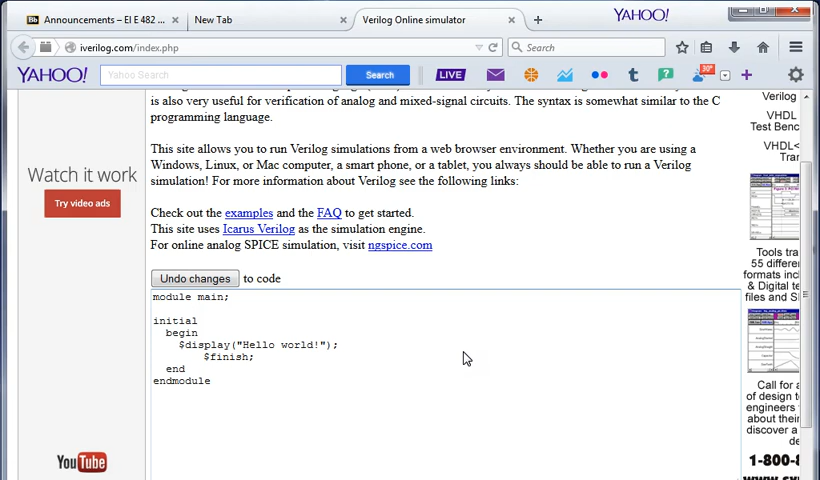 Bb Announcements – EI E 482 ...
New Tab
Verilog Online simulator
YAHOO!
iverilog.com/index.php
Search
YAHOO!
Yahoo Search
Search
LIVE
t
30°
is also very useful for verification of analog and mixed-signal circuits. The syntax is somewhat similar to the C
programming language.
This site allows you to run Verilog simulations from a web browser environment. Whether you are using a
Windows, Linux, or Mac computer, a smart phone, or a tablet, you always should be able to run a Verilog
simulation! For more information about Verilog see the following links:
Check out the examples and the FAQ to get started.
This site uses Icarus Verilog as the simulation engine.
For online analog SPICE simulation, visit ngspice.com
Undo changes to code
module main;
initial
begin
$display("Hello world!");
$finish;
end
endmodule
Watch it work
Try video ads
YouTube
Verilog
VHDL
Test Benc
VHDL<
Tran
Tools tra
55 differen
formats inc
& Digital te
files and S
Call for a
of design t
engineers
about thei
discover a
de
1-800-8